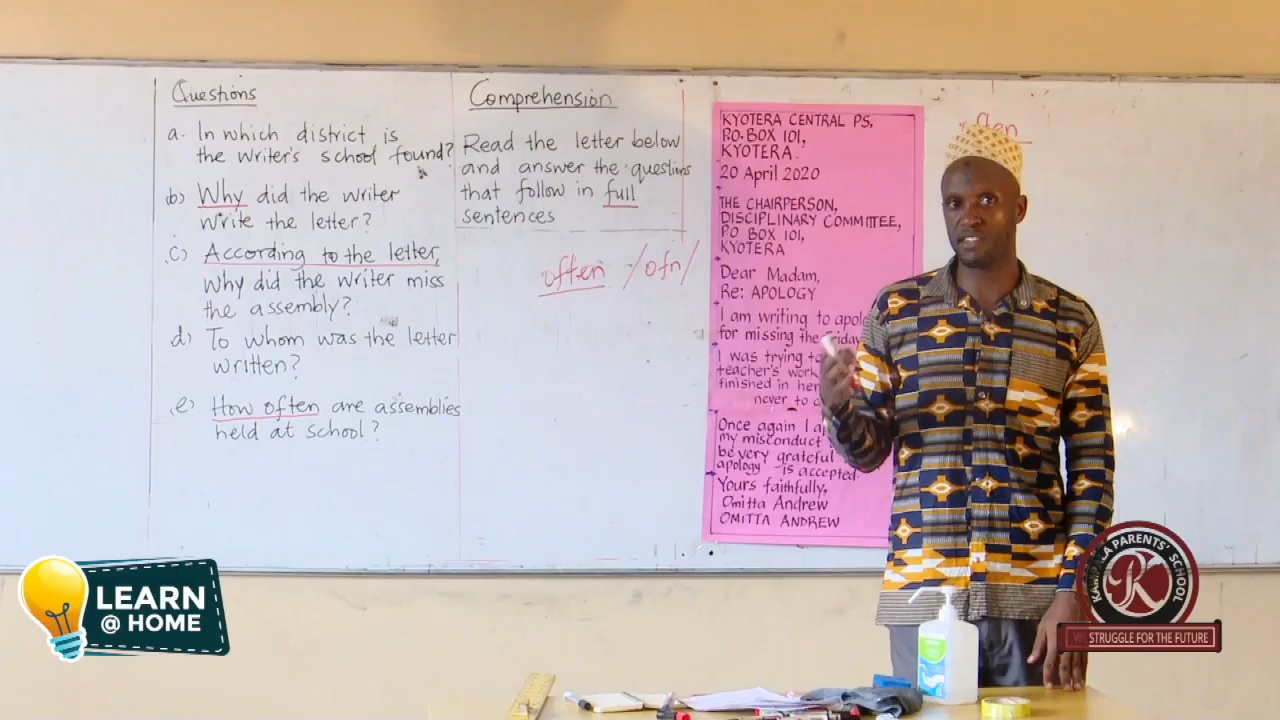 Questions
a. In which district is
the writer's school found?
b) Why did the writer
write the letter?
c) According to the letter,
why did the writer miss
the assembly?
d) To whom was the letter
written?
e) How often are assemblies
held at school?
Comprehension
Read the letter below
and answer the questions
that follow in full
sentences
often /ofn/
KYOTERA CENTRAL PS,
P.O. BOX 101,
KYOTERA.
20 April 2020
THE CHAIRPERSON,
DISCIPLINARY COMMITTEE,
PO BOX 101,
KYOTERA
Dear Madam,
Re: APOLOGY
I am writing to
for missing the Friday
I was trying to
teacher's work
finished in
never to
Once again I
my misconduct
be very grateful
apology is accepted.
Yours faithfully,
Omitta Andrew
OMITTA ANDREW
LEARN
@ HOME
KAMPALA PARENTS' SCHOOL
STRUGGLE FOR THE FUTURE